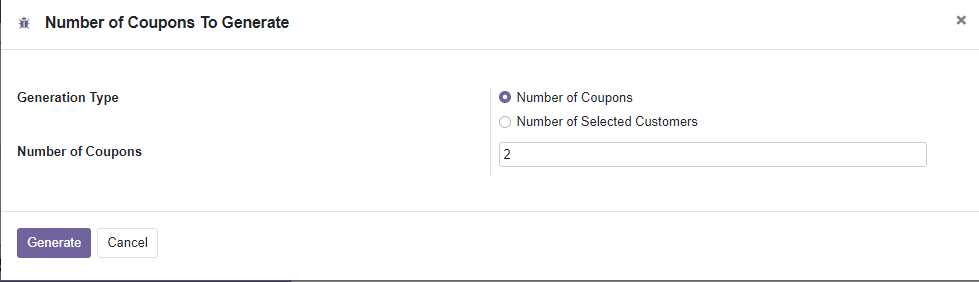 Number of Coupons To Generate
Generation Type
Number of Coupons
Number of Selected Customers
Number of Coupons
2
Generate
Cancel